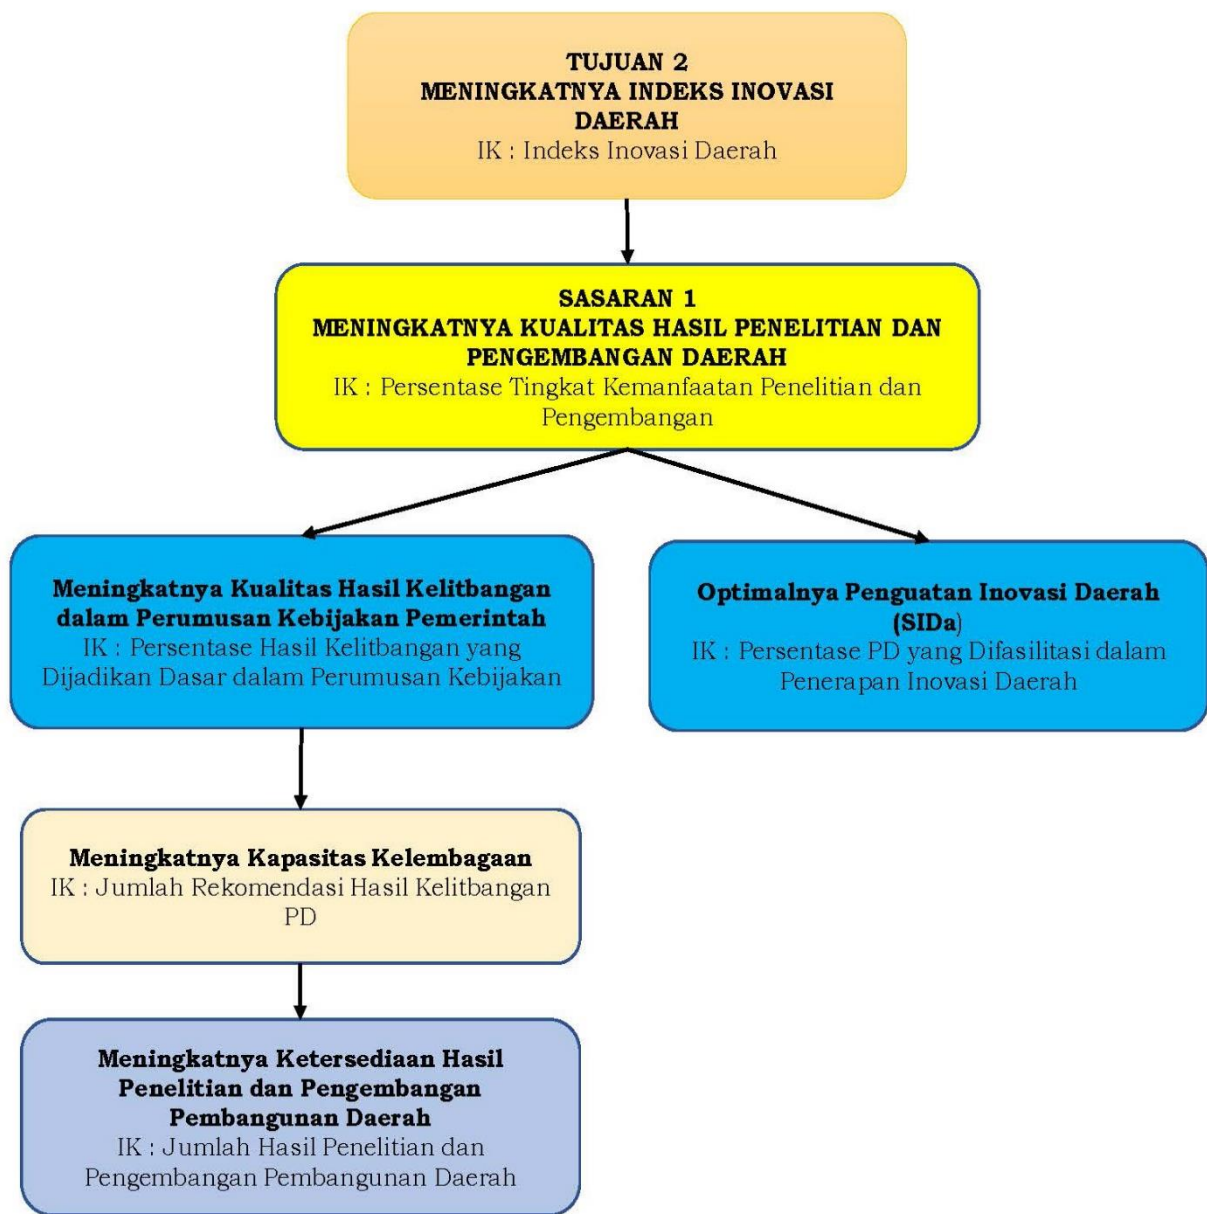 TUJUAN 2
MENINGKATNYA INDEKS INOVASI
DAERAH
IK : Indeks Inovasi Daerah
SASARAN 1
MENINGKATNYA KUALITAS HASIL PENELITIAN DAN
PENGEMBANGAN DAERAH
IK : Persentase Tingkat Kemanfaatan Penelitian dan
Pengembangan
Meningkatnya Kualitas Hasil Kelitbangan
dalam Perumusan Kebijakan Pemerintah
IK : Persentase Hasil Kelitbangan yang
Dijadikan Dasar dalam Perumusan Kebijakan
Optimalnya Penguatan Inovasi Daerah
(SIDa)
IK : Persentase PD yang Difasilitasi dalam
Penerapan Inovasi Daerah
Meningkatnya Kapasitas Kelembagaan
IK : Jumlah Rekomendasi Hasil Kelitbangan
PD
Meningkatnya Ketersediaan Hasil
Penelitian dan Pengembangan
Pembangunan Daerah
IK : Jumlah Hasil Penelitian dan
Pengembangan Pembangunan Daerah